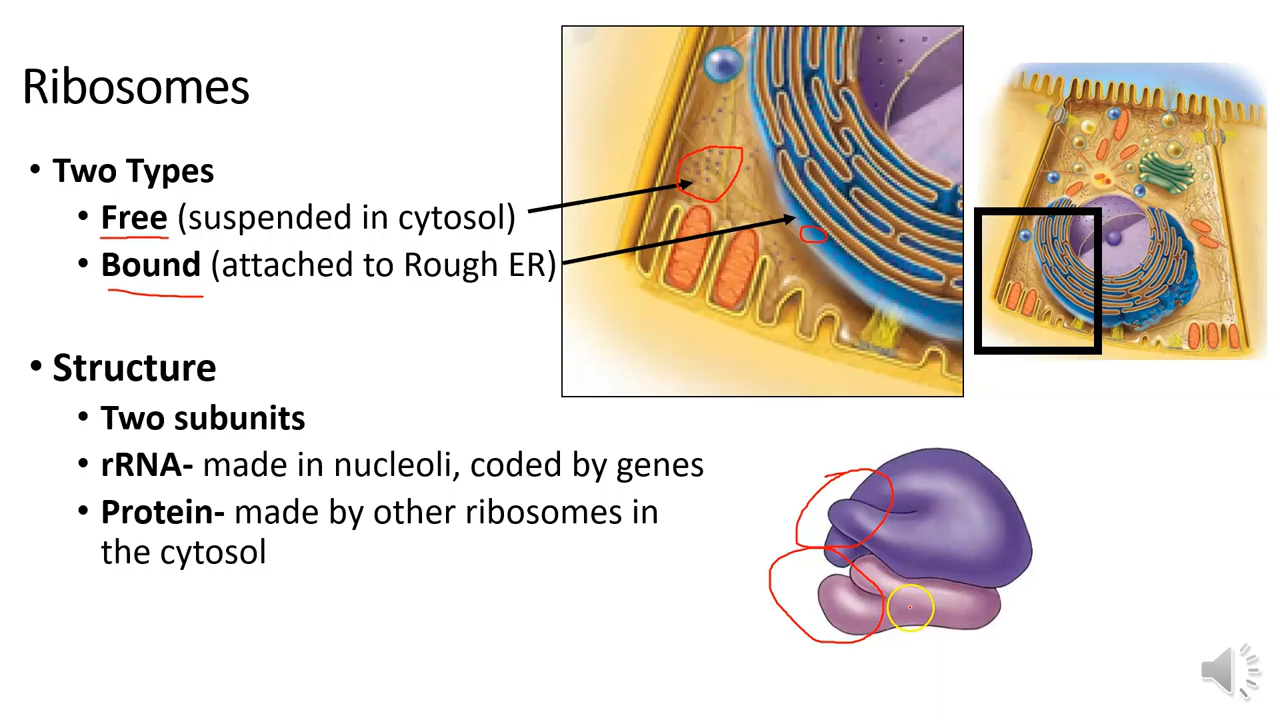 Ribosomes
• Two Types
• Free (suspended in cytosol)
• Bound (attached to Rough ER)
• Structure
• Two subunits
• rRNA- made in nucleoli, coded by genes
• Protein- made by other ribosomes in
the cytosol